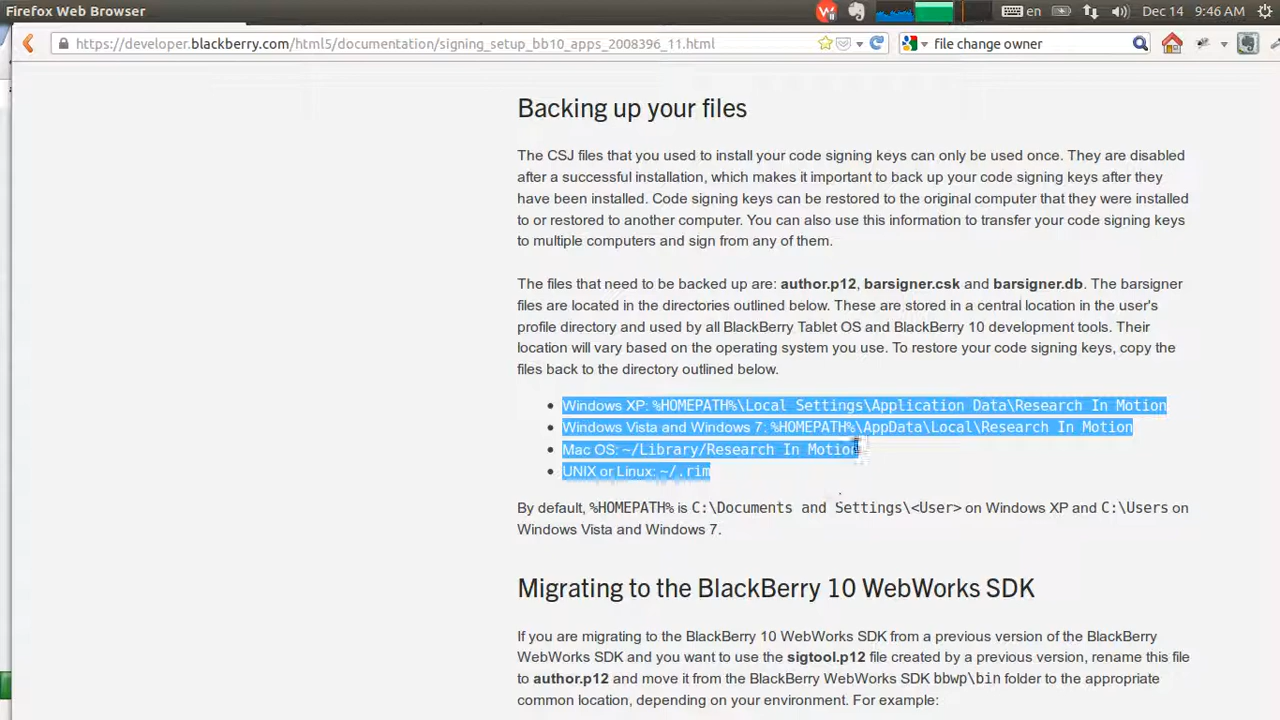 Firefox Web Browser
en
Dec 14
9:46 AM
https://developer.blackberry.com/html5/documentation/signing_setup_bb10_apps_2008396_11.html
file change owner
Backing up your files
The CSJ files that you used to install your code signing keys can only be used once. They are disabled
after a successful installation, which makes it important to back up your code signing keys after they
have been installed. Code signing keys can be restored to the original computer that they were installed
to or restored to another computer. You can also use this information to transfer your code signing keys
to multiple computers and sign from any of them.
The files that need to be backed up are: author.p12, barsigner.csk and barsigner.db. The barsigner
files are located in the directories outlined below. These are stored in a central location in the user's
profile directory and used by all BlackBerry Tablet OS and BlackBerry 10 development tools. Their
location will vary based on the operating system you use. To restore your code signing keys, copy the
files back to the directory outlined below.
• Windows XP: %HOMEPATH%\Local Settings\Application Data\Research In Motion
• Windows Vista and Windows 7: %HOMEPATH%\AppData\Local\Research In Motion
• Mac OS: ~/Library/Research In Motion
• UNIX or Linux: ~/.rim
By default, %HOMEPATH% is C:\Documents and Settings\<User> on Windows XP and C:\Users on
Windows Vista and Windows 7.
Migrating to the BlackBerry 10 WebWorks SDK
If you are migrating to the BlackBerry 10 WebWorks SDK from a previous version of the BlackBerry
WebWorks SDK and you want to use the sigtool.p12 file created by a previous version, rename this file
to author.p12 and move it from the BlackBerry WebWorks SDK bbwp\bin folder to the appropriate
common location, depending on your environment. For example: